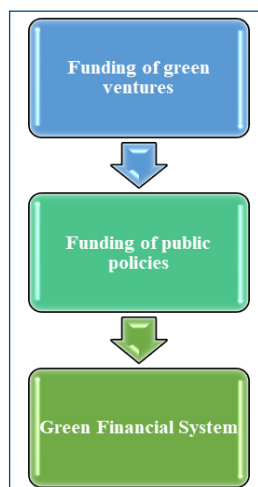 Funding of green
ventures
Funding of public
policies
Green Financial System